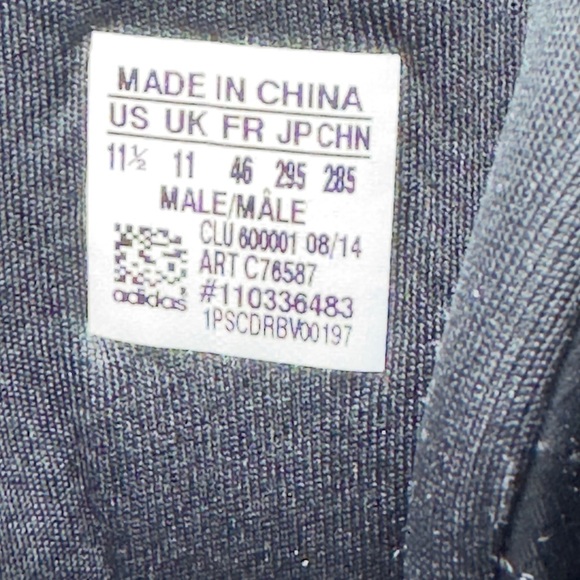 MADE IN CHINA
US UK FR JP CHN
11½ 11 46 295 285
MALE/MÂLE
CLU 600001 08/14
ART C76587
#110336483
adidas
1PSCDRBV00197